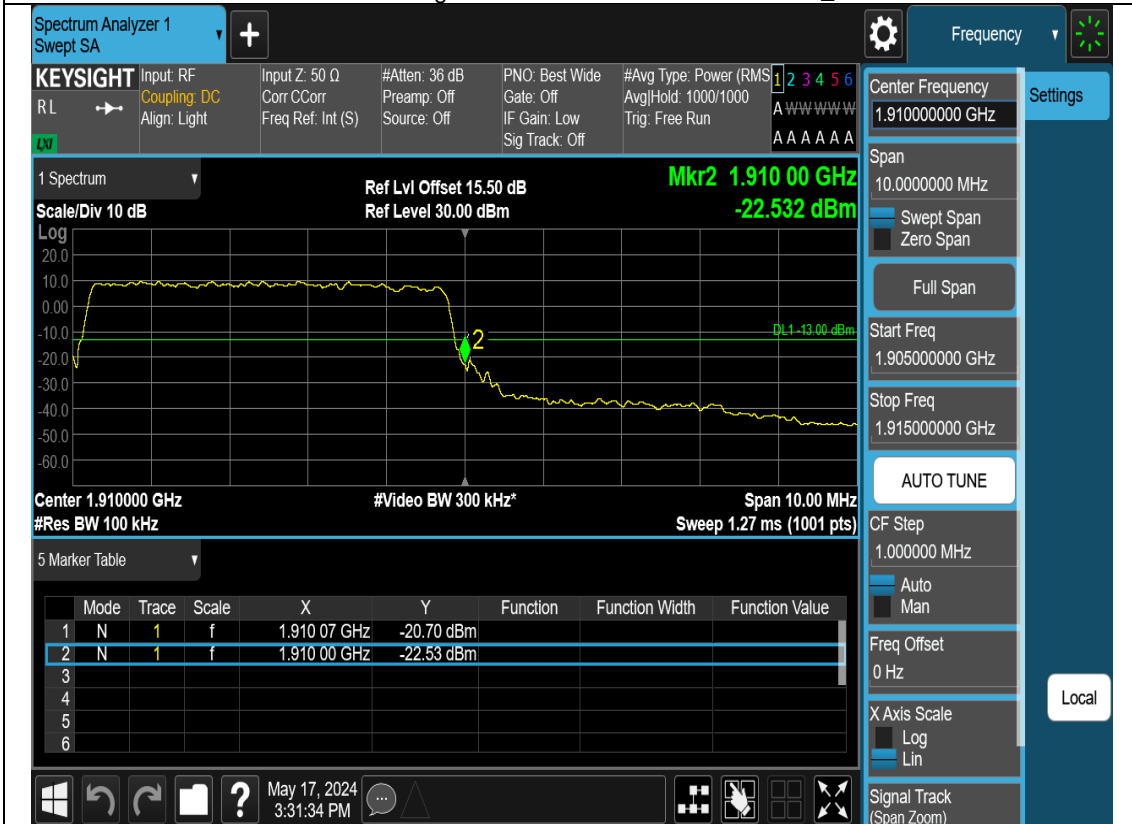 Spectrum Analyzer 1
Swept SA
Frequency
KEYSIGHT
R L
LXI
Input: RF
Coupling: DC
Align: Light
Input Z: 50 Ω
Corr CCorr
Freq Ref: Int (S)
#Atten: 36 dB
Preamp: Off
Source: Off
PNO: Best Wide
Gate: Off
IF Gain: Low
Sig Track: Off
#Avg Type: Power (RMS
Avg|Hold: 1000/1000
Trig: Free Run
1 2 3 4 5 6
A W W W W W
A A A A A A
Center Frequency
1.910000000 GHz
Settings
1 Spectrum
Scale/Div 10 dB
Ref Lvl Offset 15.50 dB
Ref Level 30.00 dBm
Mkr2 1.910 00 GHz
-22.532 dBm
Log
20.0
10.0
0.00
-10.0
-20.0
-30.0
-40.0
-50.0
-60.0
DL1 -13.00 dBm
2
Center 1.910000 GHz
#Video BW 300 kHz*
Span 10.00 MHz
#Res BW 100 kHz
Sweep 1.27 ms (1001 pts)
Span
10.0000000 MHz
Swept Span
Zero Span
Full Span
Start Freq
1.905000000 GHz
Stop Freq
1.915000000 GHz
AUTO TUNE
CF Step
1.000000 MHz
Auto
Man
Freq Offset
0 Hz
X Axis Scale
Log
Lin
Signal Track
(Span Zoom)
Local
5 Marker Table
Mode Trace Scale X Y Function Function Width Function Value
1 N 1 f 1.910 07 GHz -20.70 dBm
2 N 1 f 1.910 00 GHz -22.53 dBm
3
4
5
6
May 17, 2024
3:31:34 PM